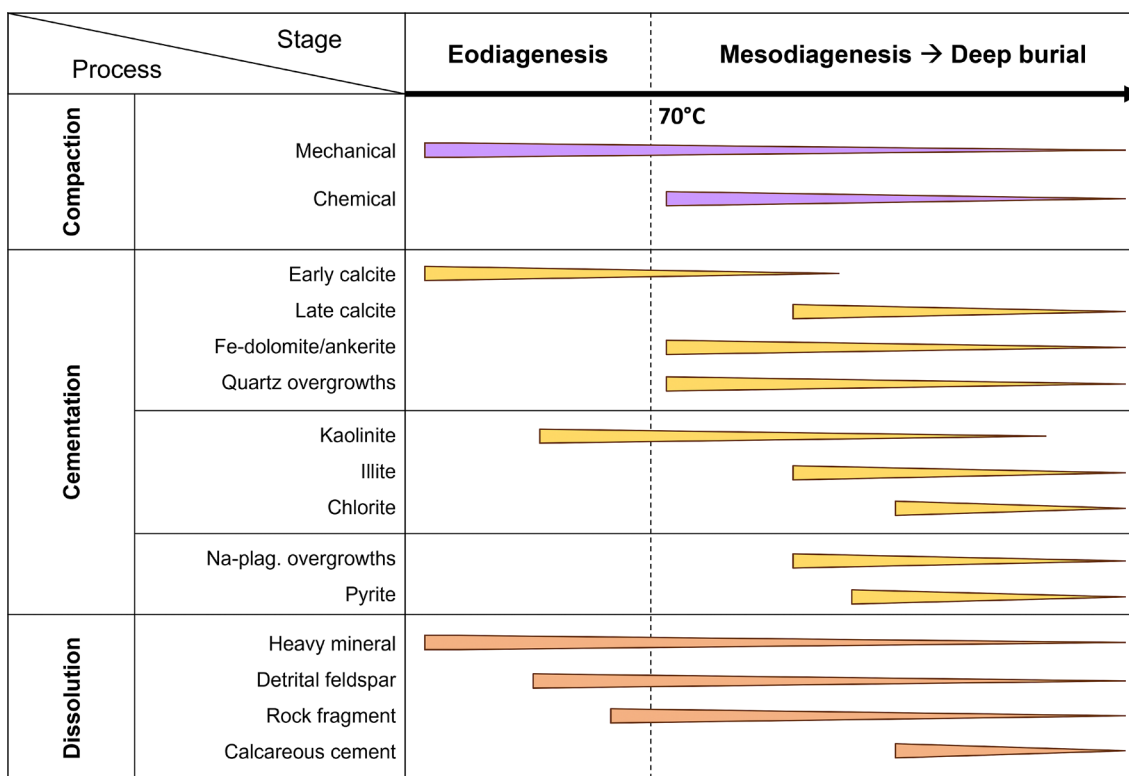 Stage
Process
Eodiagenesis
Mesodiagenesis → Deep burial
70°C
Compaction
Mechanical
Chemical
Cementation
Early calcite
Late calcite
Fe-dolomite/ankerite
Quartz overgrowths
Kaolinite
Illite
Chlorite
Na-plag. overgrowths
Pyrite
Dissolution
Heavy mineral
Detrital feldspar
Rock fragment
Calcareous cement